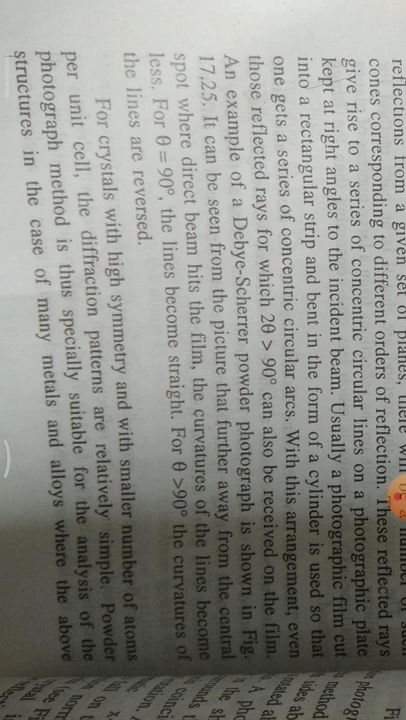 reflections from a given set of planes, there
cones corresponding to different orders of reflection. These reflected rays
give rise to a series of concentric circular lines on a photographic plate
kept at right angles to the incident beam. Usually a photographic film cut
into a rectangular strip and bent in the form of a cylinder is used so that
one gets a series of concentric circular arcs. With this arrangement, even
those reflected rays for which 2θ > 90° can also be received on the film.
An example of a Debye-Scherrer powder photograph is shown in Fig.
17.25. It can be seen from the picture that further away from the central
spot where direct beam hits the film, the curvatures of the lines become
less. For θ = 90°, the lines become straight. For θ >90° the curvatures of
the lines are reversed.
For crystals with high symmetry and with smaller number of atoms
per unit cell, the diffraction patterns are relatively simple. Powder
photograph method is thus specially suitable for the analysis of the
structures in the case of many metals and alloys where the above